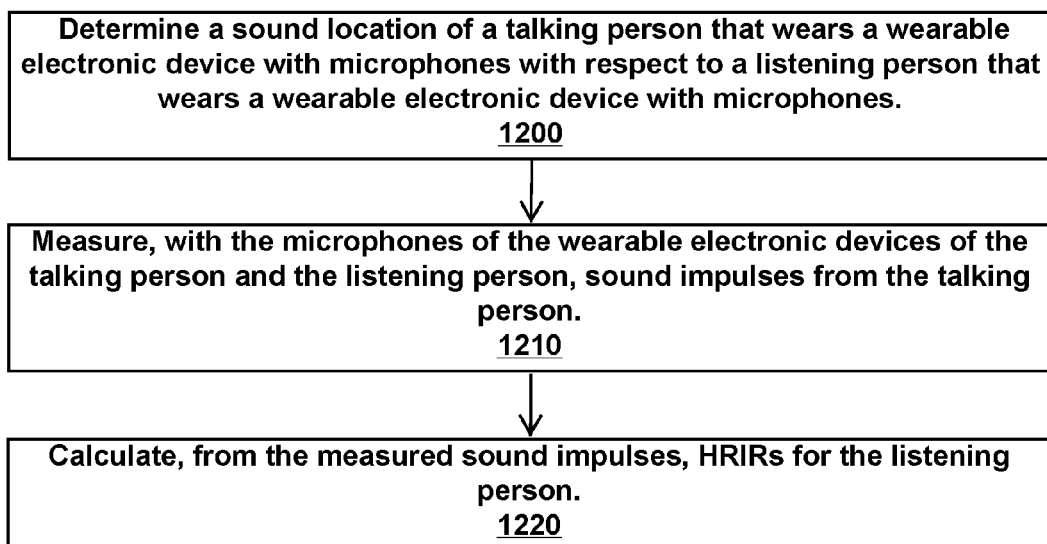 Determine a sound location of a talking person that wears a wearable
electronic device with microphones with respect to a listening person that
wears a wearable electronic device with microphones.
1200
Measure, with the microphones of the wearable electronic devices of the
talking person and the listening person, sound impulses from the talking
person.
1210
Calculate, from the measured sound impulses, HRIRs for the listening
person.
1220